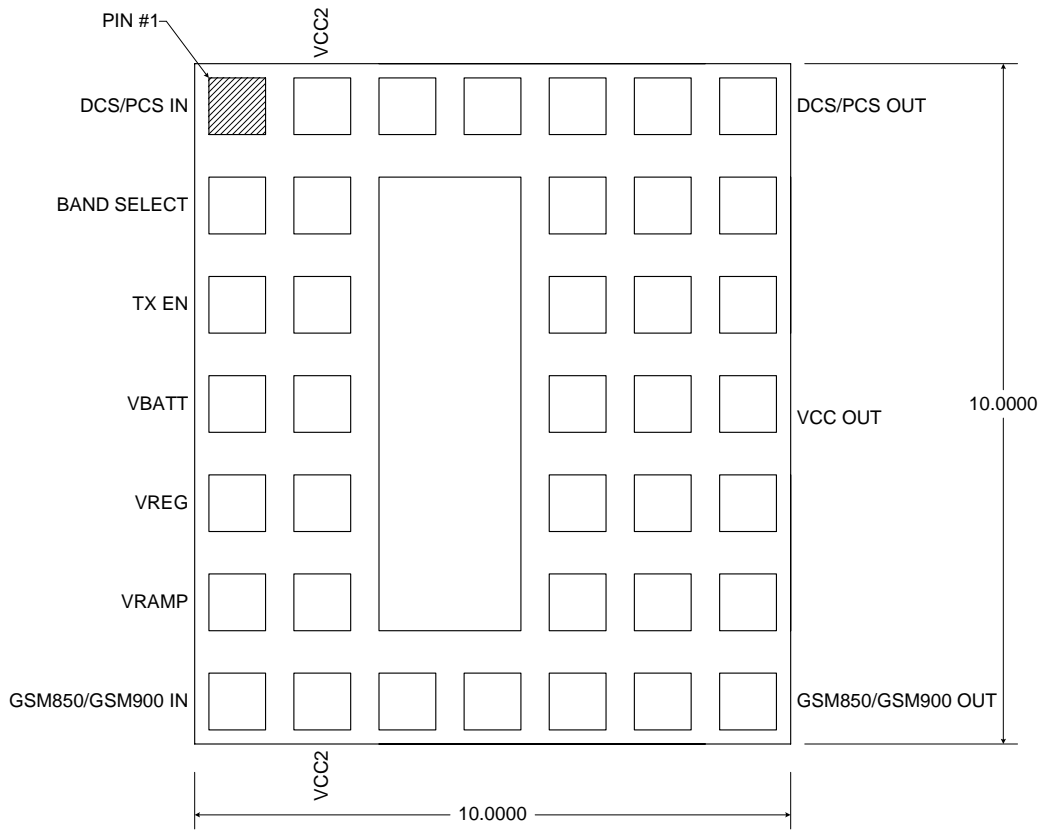 PIN #1
VCC2
DCS/PCS IN
DCS/PCS OUT
BAND SELECT
TX EN
VBATT
VCC OUT
10.0000
VREG
VRAMP
GSM850/GSM900 IN
GSM850/GSM900 OUT
VCC2
10.0000